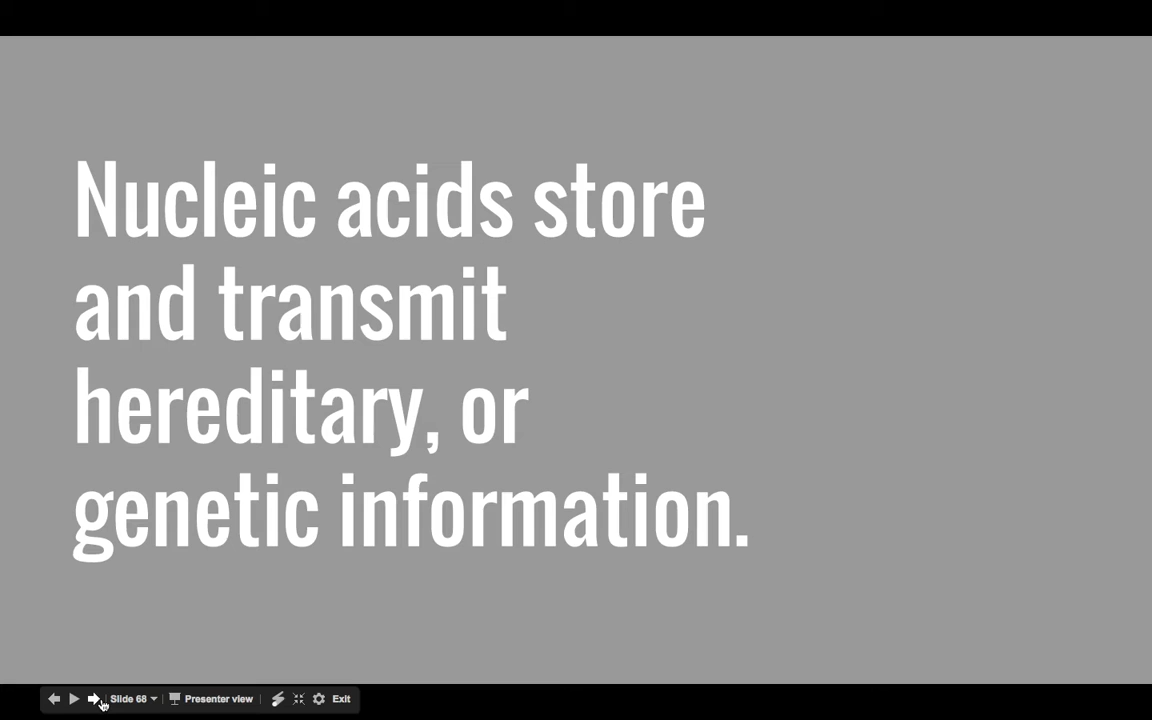 Nucleic acids store
and transmit
hereditary, or
genetic information.
Slide 68 Presenter view Exit